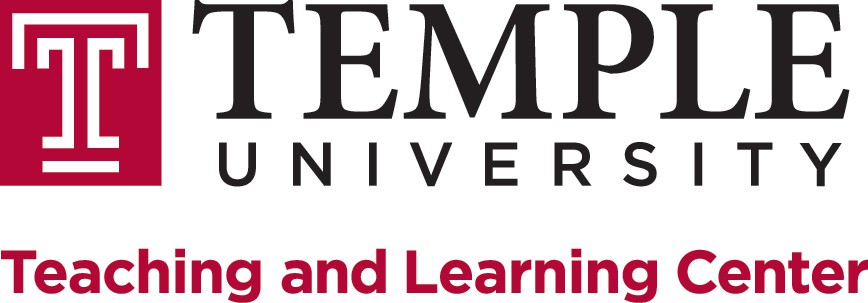 TEMPLE
UNIVERSITY
Teaching and Learning Center